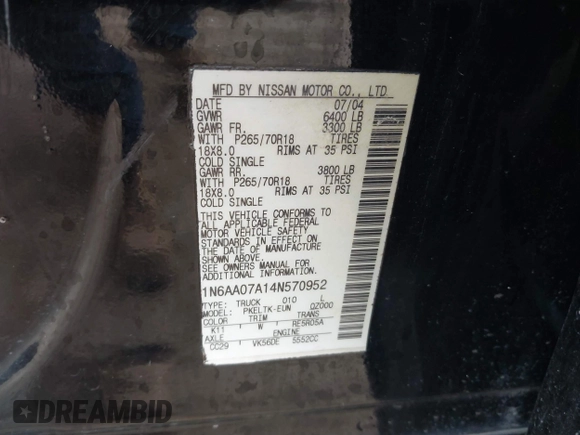 MFD BY NISSAN MOTOR CO., LTD
DATE 07/04
GVWR 6400 LB
GAWR FR. 3300 LB
WITH P265/70R18 TIRES
18X8.0 RIMS AT 35 PSI
COLD SINGLE
GAWR RR. 3800 LB
WITH P265/70R18 TIRES
18X8.0 RIMS AT 35 PSI
COLD SINGLE
THIS VEHICLE CONFORMS TO
ALL APPLICABLE FEDERAL
MOTOR VEHICLE SAFETY
STANDARDS IN EFFECT ON
THE DATE OF MANUFACTURE
SHOWN ABOVE.
SEE OWNERS MANUAL FOR
ADDITIONAL INFORMATION.
1N6AA07A14N570952
TYPE: TRUCK 010 L
MODEL: PKELTK-EUN QZ000
COLOR TRIM TRANS
K11 W RE5R05A
AXLE ENGINE
CC29 VK56DE 5552CC
DREAMBID